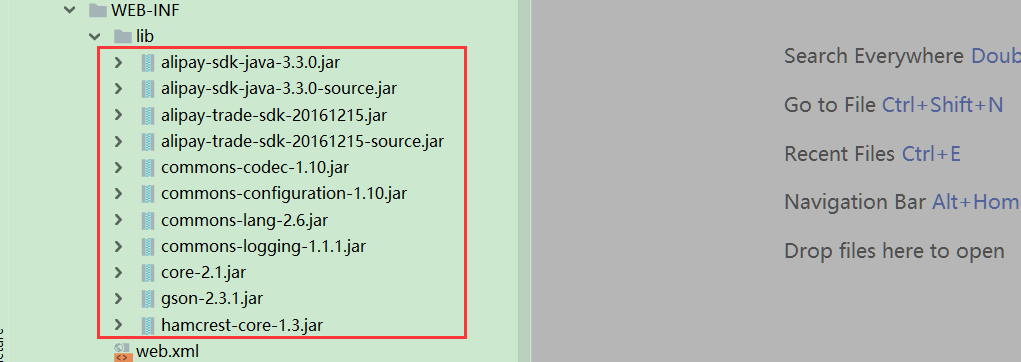 WEB-INF
lib
alipay-sdk-java-3.3.0.jar
alipay-sdk-java-3.3.0-source.jar
alipay-trade-sdk-20161215.jar
alipay-trade-sdk-20161215-source.jar
commons-codec-1.10.jar
commons-configuration-1.10.jar
commons-lang-2.6.jar
commons-logging-1.1.1.jar
core-2.1.jar
gson-2.3.1.jar
hamcrest-core-1.3.jar
web.xml
Search Everywhere Doub
Go to File Ctrl+Shift+N
Recent Files Ctrl+E
Navigation Bar Alt+Hom
Drop files here to open